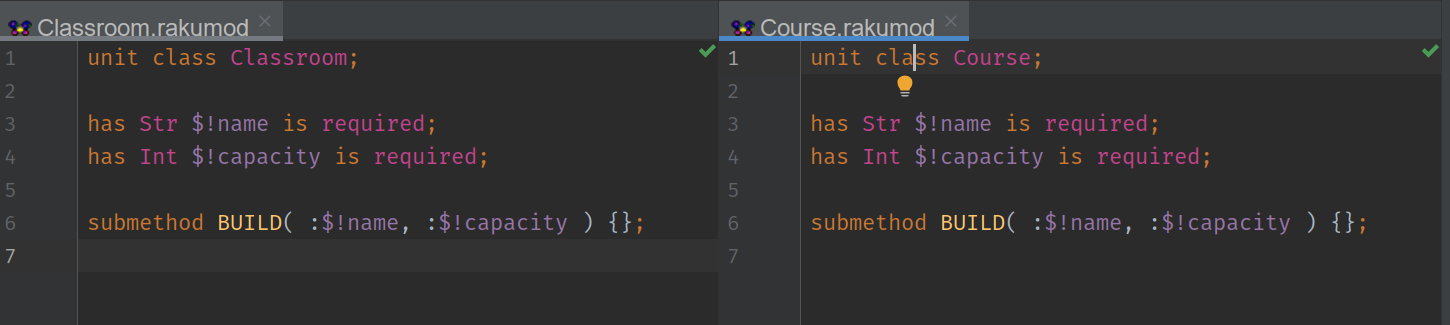 Classroom.rakumod
1 unit class Classroom;
2
3 has Str $!name is required;
4 has Int $!capacity is required;
5
6 submethod BUILD( :$!name, :$!capacity ) {};
7
Course.rakumod
1 unit class Course;
2
3 has Str $!name is required;
4 has Int $!capacity is required;
5
6 submethod BUILD( :$!name, :$!capacity ) {};
7